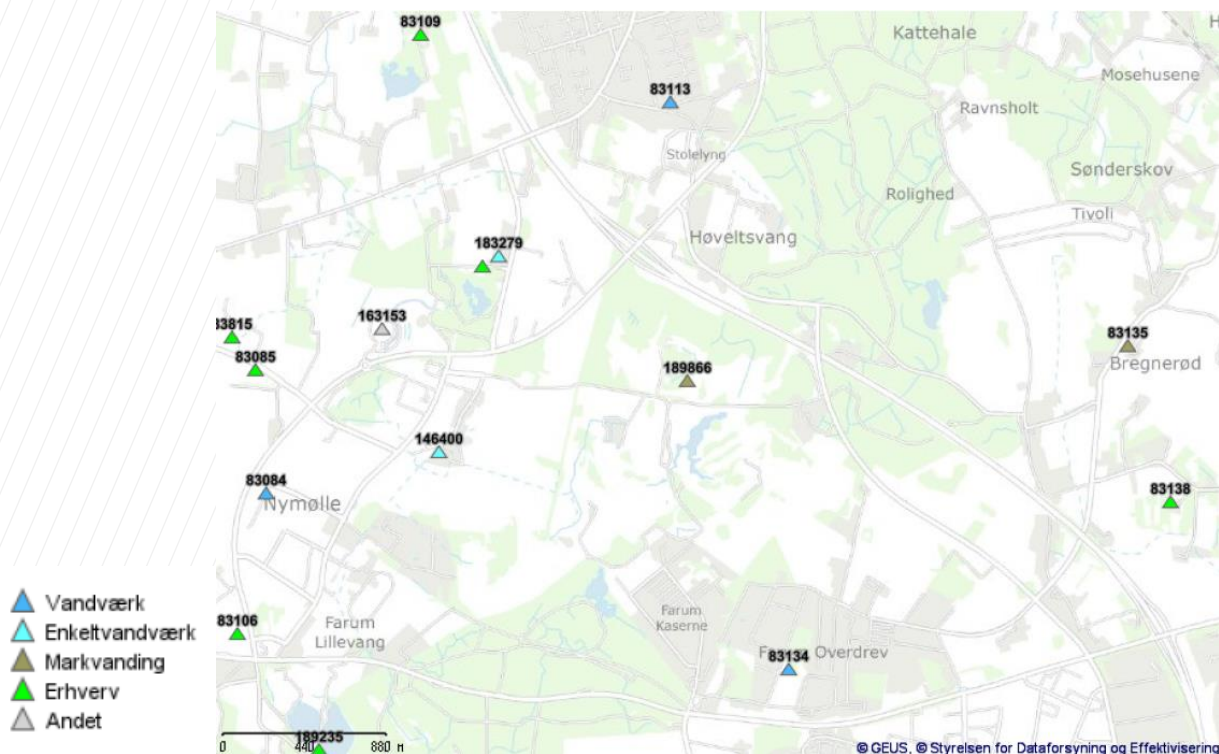 83109
Kattehale
Mosehusene
83113
Ravnsholt
Stolelyng
Sønderskov
Rolighed
Tivoli
Høveltsvang
183279
163153
83815
83135
83085
Bregnerød
189866
146400
83084
Nymølle
83138
Vandværk
Enkeltvandværk
Markvanding
Erhverv
Andet
83106
Farum
Lillevang
Farum
Kaserne
83134
Overdrev
189235
0 440 880 M
© GEUS, © Styrelsen for Dataforsyning og Effektivisering